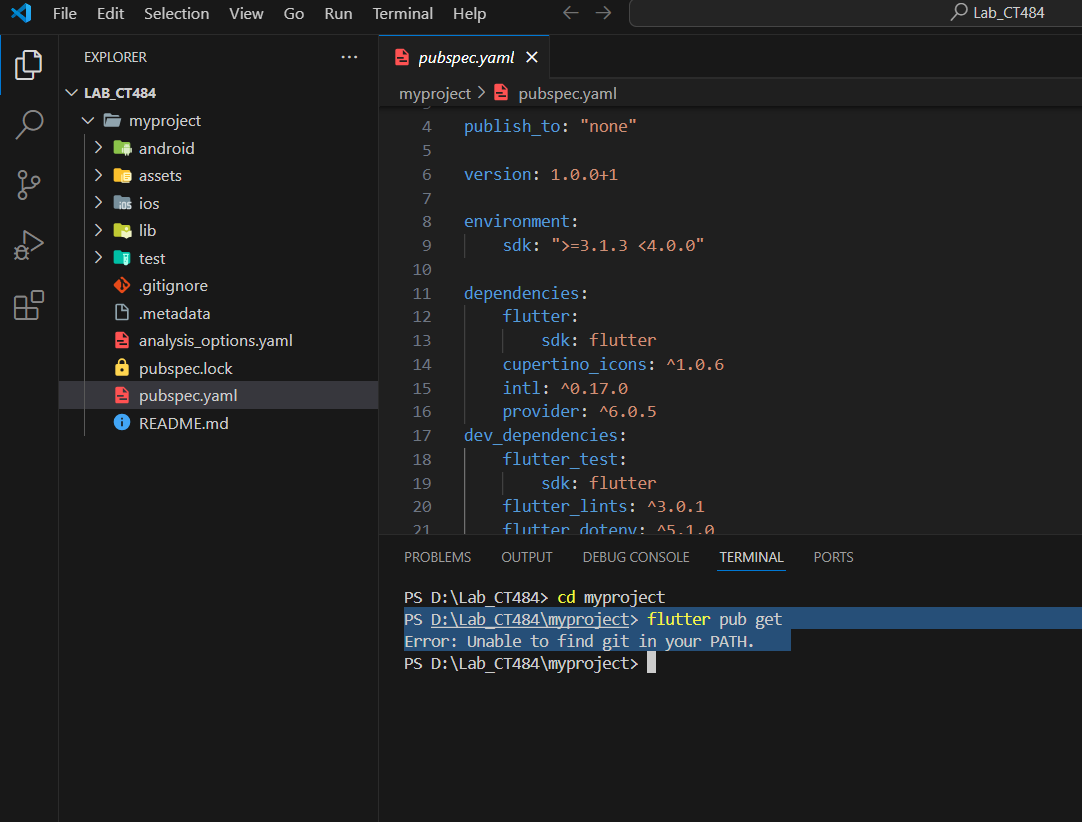 File Edit Selection View Go Run Terminal Help
Lab_CT484
EXPLORER
LAB_CT484
myproject
android
assets
ios
lib
test
.gitignore
.metadata
analysis_options.yaml
pubspec.lock
pubspec.yaml
README.md
pubspec.yaml
myproject > pubspec.yaml
4 publish_to: "none"
5
6 version: 1.0.0+1
7
8 environment:
9 sdk: ">=3.1.3 <4.0.0"
10
11 dependencies:
12 flutter:
13 sdk: flutter
14 cupertino_icons: ^1.0.6
15 intl: ^0.17.0
16 provider: ^6.0.5
17 dev_dependencies:
18 flutter_test:
19 sdk: flutter
20 flutter_lints: ^3.0.1
21 flutter_dotenv: ^5.1.0
PROBLEMS OUTPUT DEBUG CONSOLE TERMINAL PORTS
PS D:\Lab_CT484> cd myproject
PS D:\Lab_CT484\myproject> flutter pub get
Error: Unable to find git in your PATH.
PS D:\Lab_CT484\myproject>